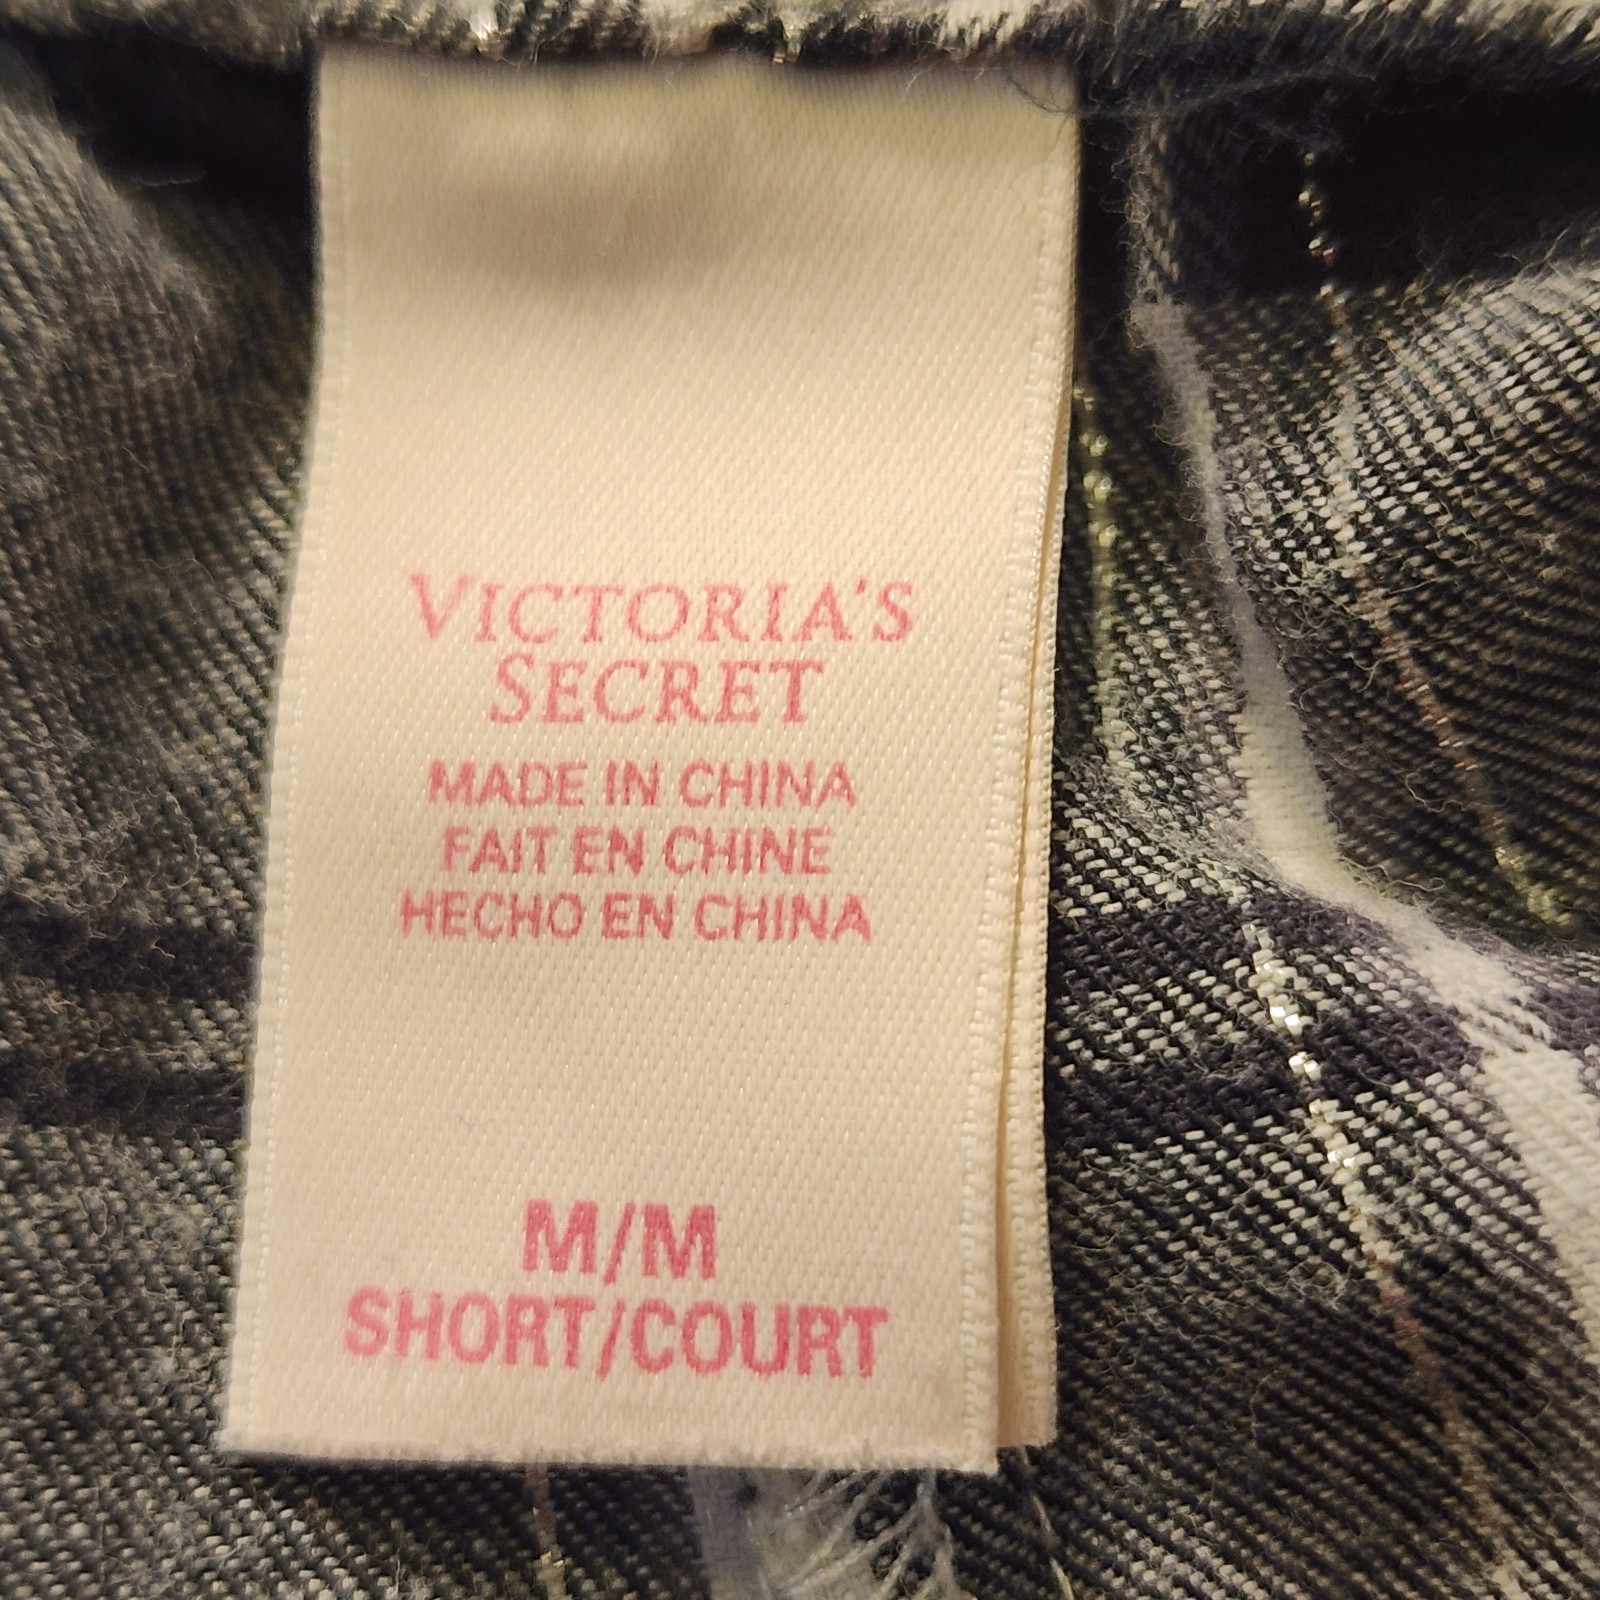 VICTORIA'S
SECRET
MADE IN CHINA
FAIT EN CHINE
HECHO EN CHINA
M/M
SHORT/COURT